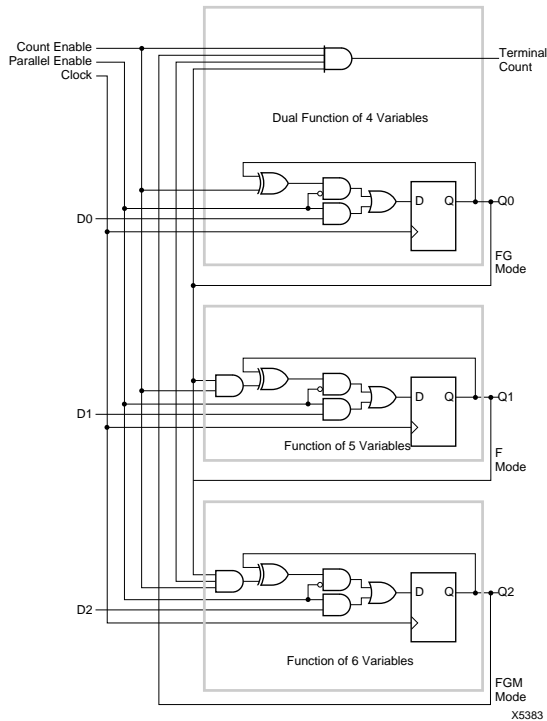 Count Enable
Parallel Enable
Clock
Terminal
Count
Dual Function of 4 Variables
D Q
Q0
D0
FG
Mode
D Q
Q1
D1
Function of 5 Variables
F
Mode
D Q
Q2
D2
Function of 6 Variables
FGM
Mode
X5383